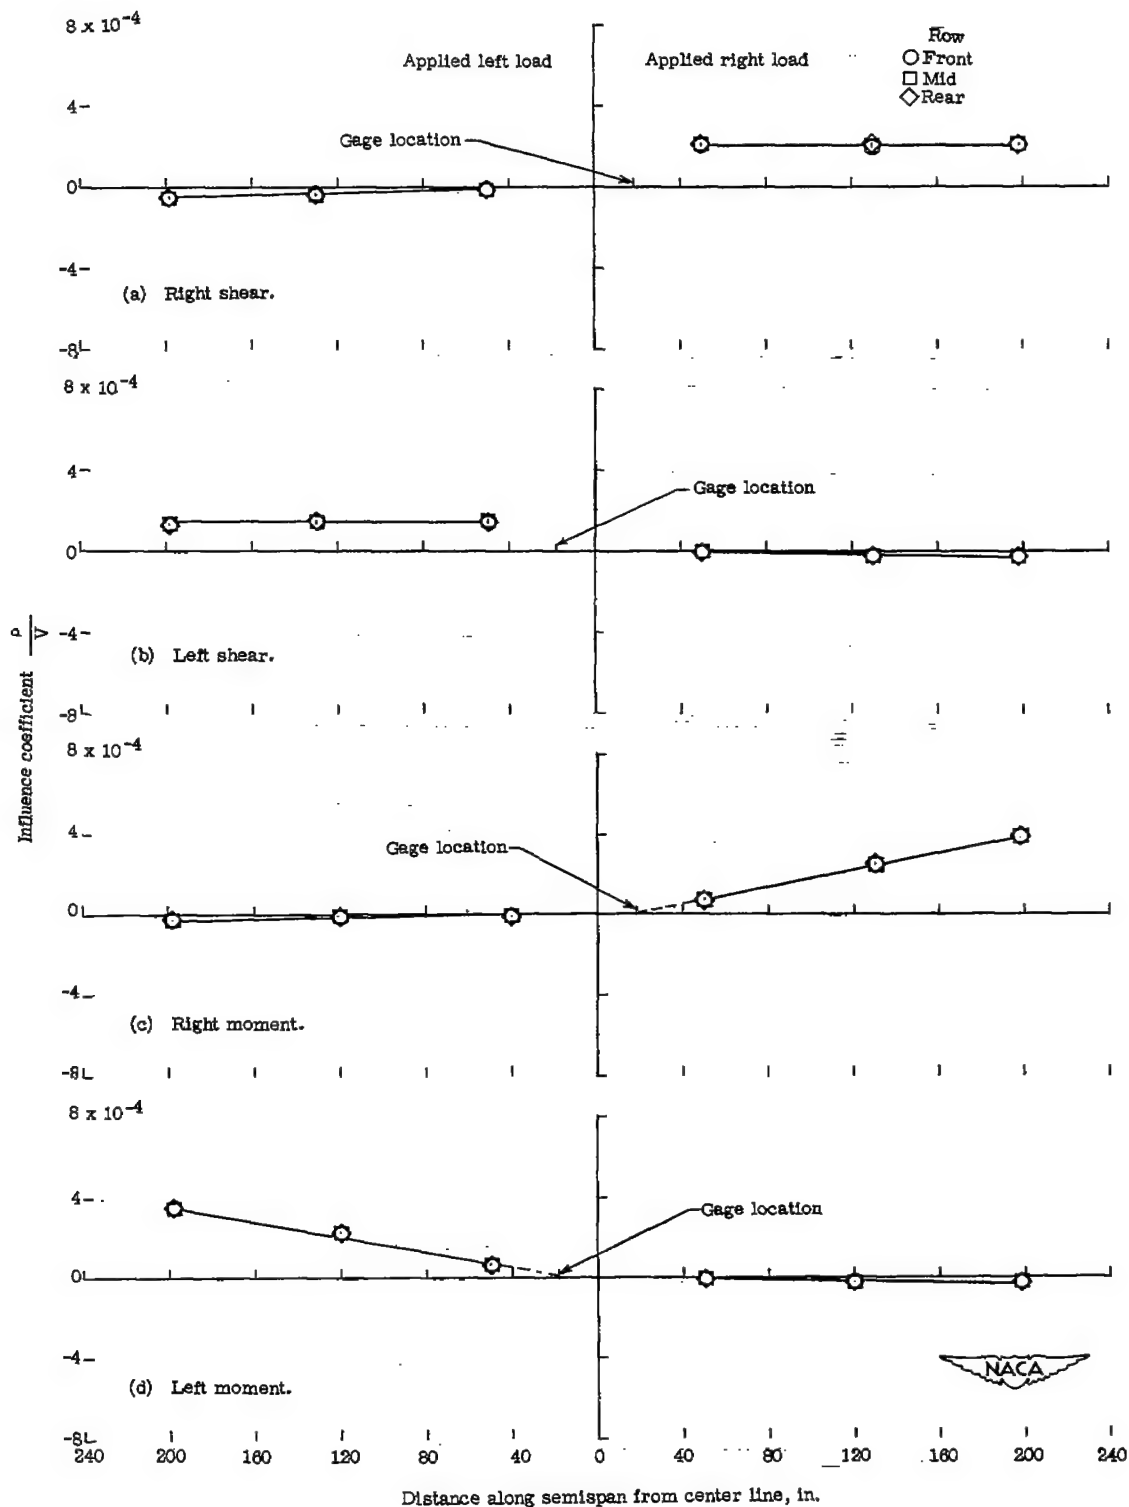 8 x 10⁻⁴
Row
Applied left load
Applied right load
Front
Mid
Rear
4
Gage location
0
-4
(a) Right shear.
-8
8 x 10⁻⁴
4
Gage location
0
-4
(b) Left shear.
-8
Influence coefficient ρ/V
8 x 10⁻⁴
4
Gage location
0
-4
(c) Right moment.
-8
8 x 10⁻⁴
4
Gage location
0
-4
NACA
(d) Left moment.
-8
240 200 160 120 80 40 0 40 80 120 160 200 240
Distance along semispan from center line, in.